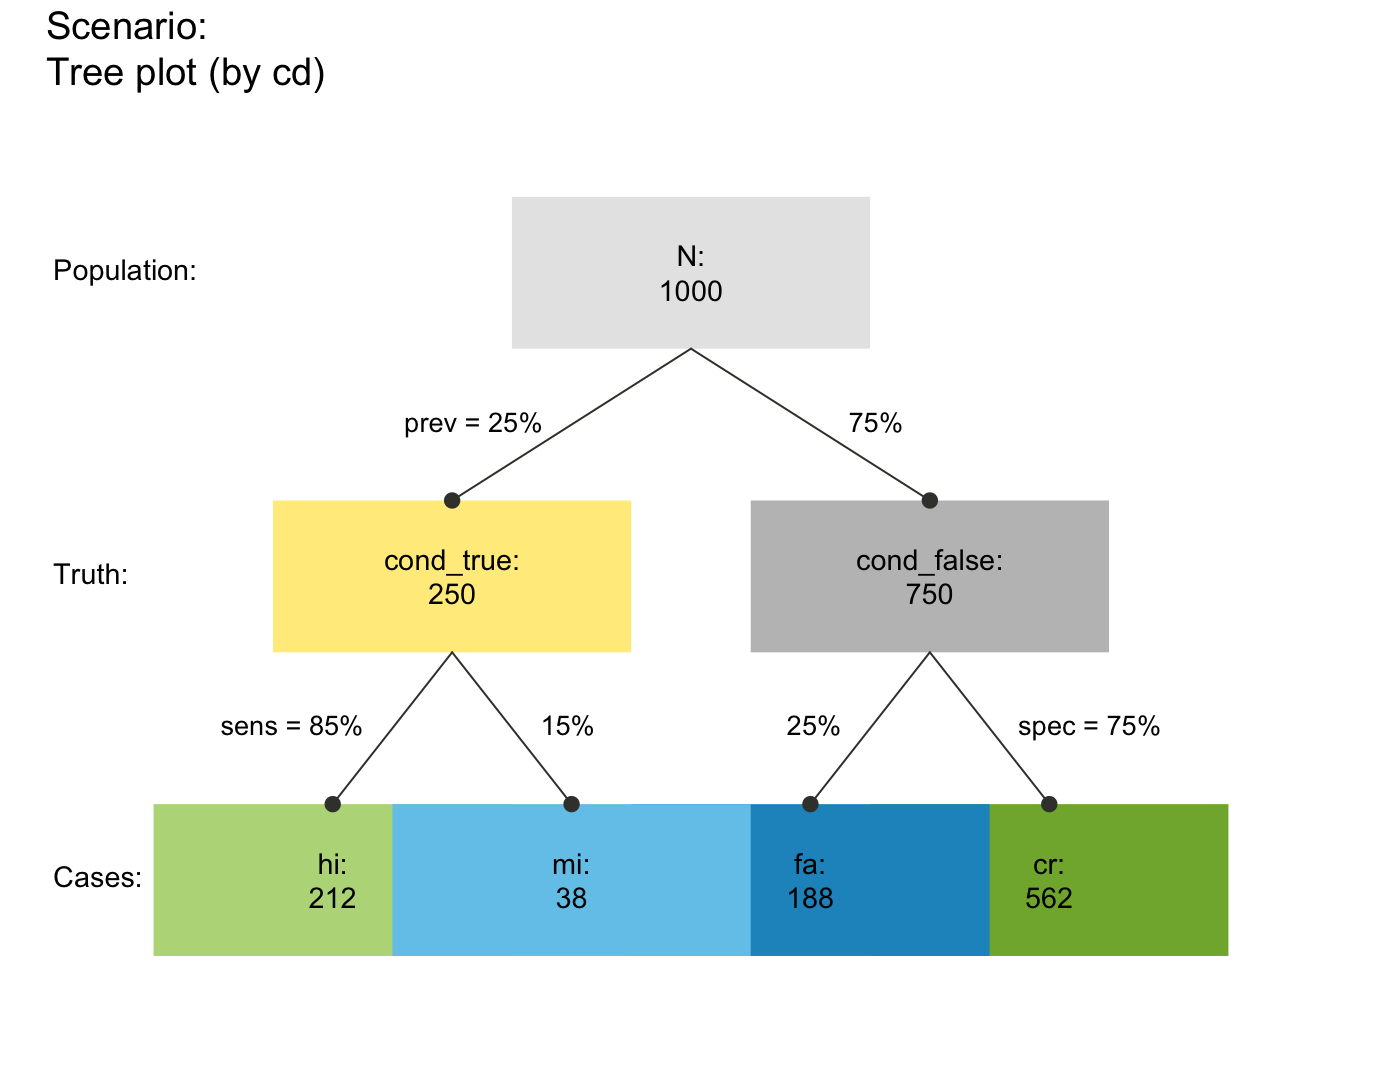 Scenario:
Tree plot (by cd)
Population:
N:
1000
prev = 25%
75%
Truth:
cond_true:
250
cond_false:
750
sens = 85%
15%
25%
spec = 75%
Cases:
hi:
212
mi:
38
fa:
188
cr:
562